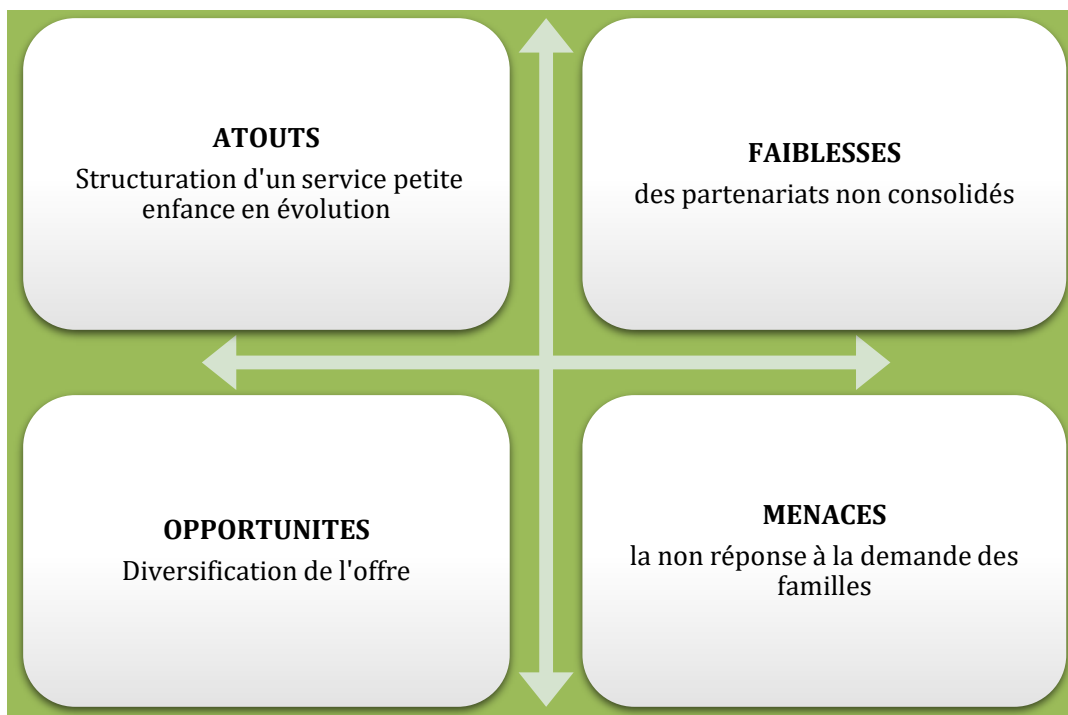 ATOUTS
Structuration d'un service petite
enfance en évolution
FAIBLESSES
des partenariats non consolidés
OPPORTUNITES
Diversification de l'offre
MENACES
la non réponse à la demande des
familles